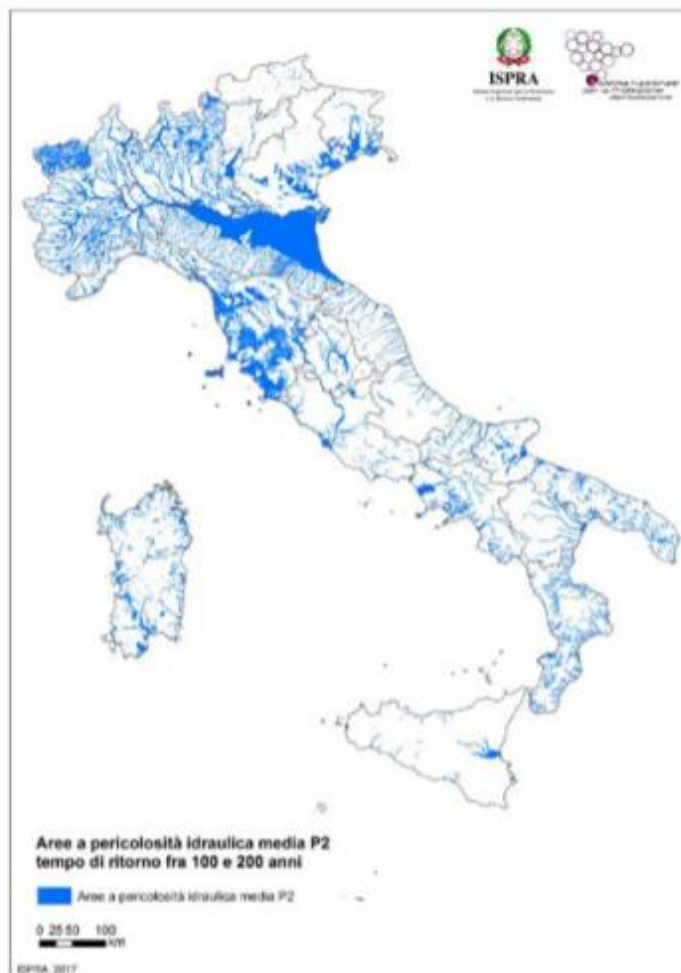 ISPRA
Aree a pericolosità idraulica media P2
tempo di ritorno fra 100 e 200 anni
Aree a pericolosità idraulica media P2
0 25 50 100
km
ISPRA, 2017